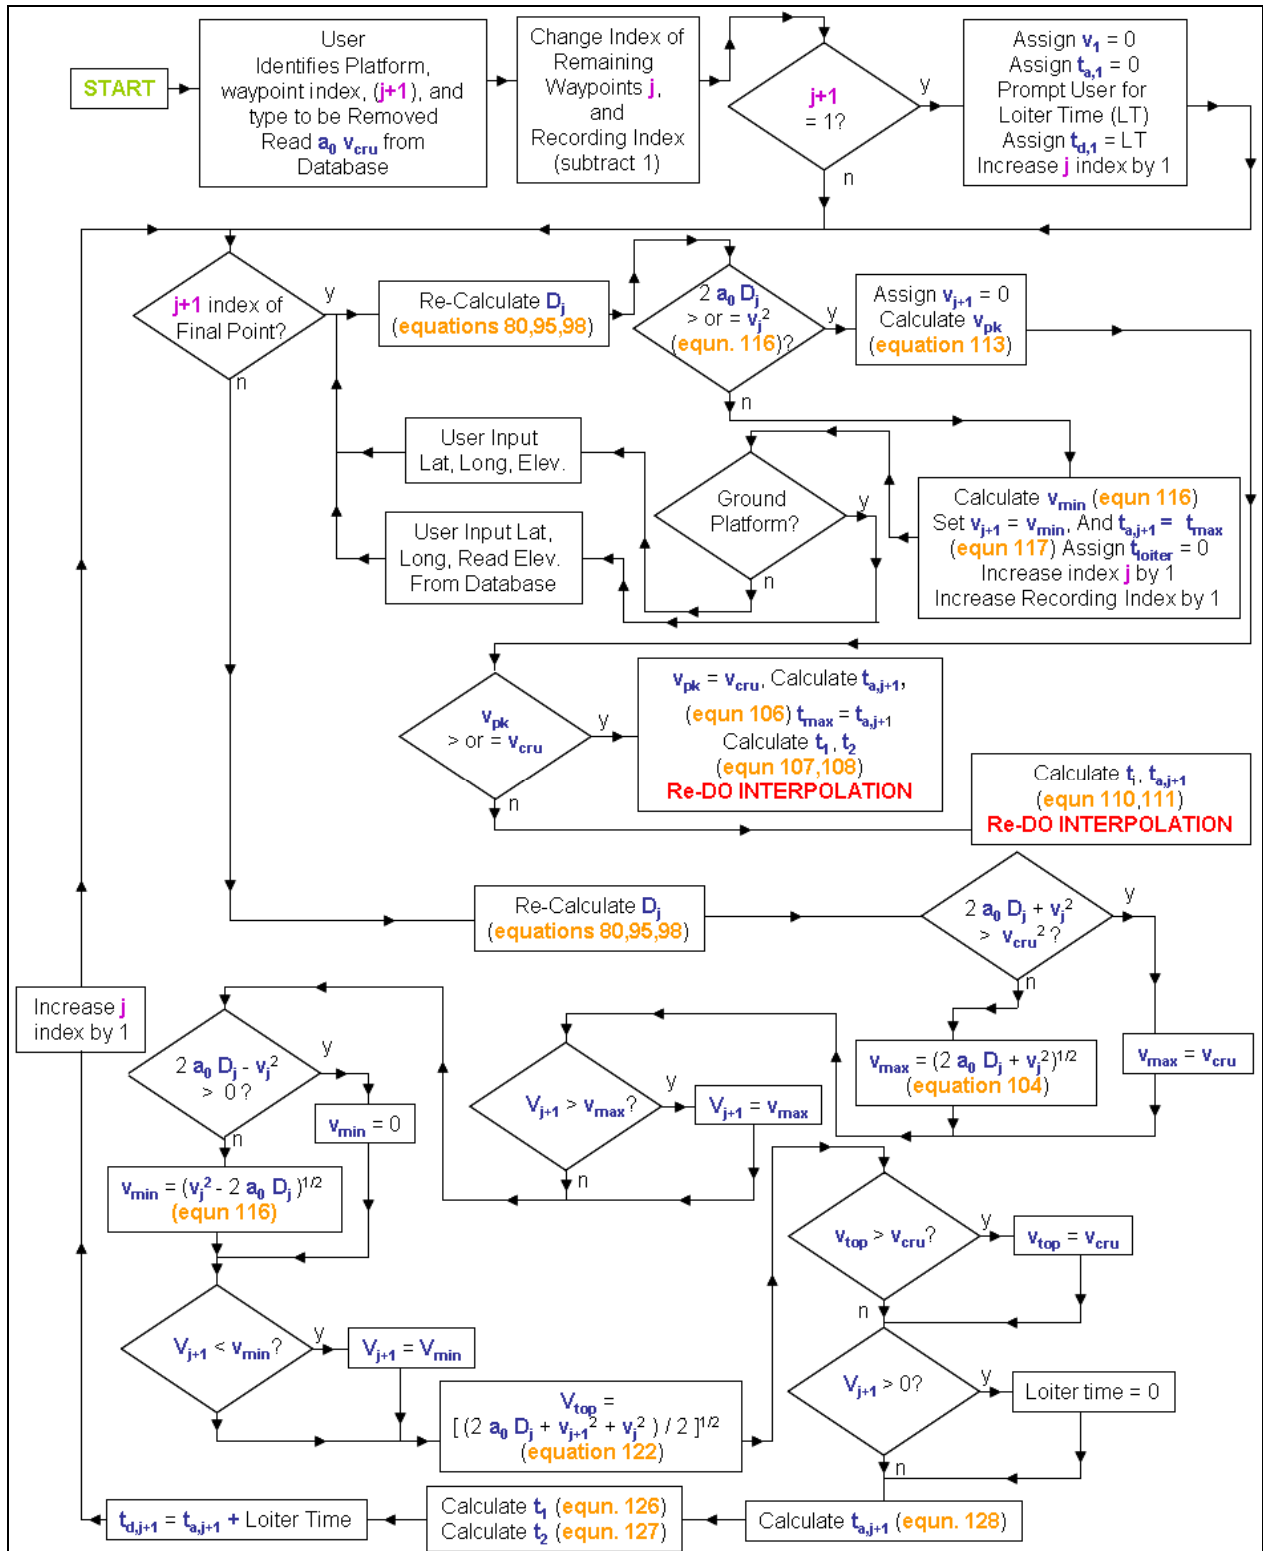 START
User
Identifies Platform,
waypoint index, (j+1), and
type to be Removed
Read a0 vcru from
Database
Change Index of
Remaining
Waypoints j,
and
Recording Index
(subtract 1)
j+1
= 1?
y
n
Assign v1 = 0
Assign ta,1 = 0
Prompt User for
Loiter Time (LT)
Assign td,1 = LT
Increase j index by 1
j+1 index of
Final Point?
y
n
Re-Calculate Dj
(equations 80,95,98)
2 a0 Dj
> or = vj²
(equn. 116)?
y
n
Assign vj+1 = 0
Calculate vpk
(equation 113)
User Input
Lat, Long, Elev.
User Input Lat,
Long, Read Elev.
From Database
Ground
Platform?
y
n
Calculate vmin (equn 116)
Set vj+1 = vmin, And ta,j+1 = tmax
(equn 117) Assign tloiter = 0
Increase index j by 1
Increase Recording Index by 1
vpk
> or = vcru
y
n
vpk = vcru, Calculate ta,j+1,
(equn 106) tmax = ta,j+1
Calculate t1, t2
(equn 107,108)
Re-DO INTERPOLATION
Calculate ti, ta,j+1
(equn 110,111)
Re-DO INTERPOLATION
Re-Calculate Dj
(equations 80,95,98)
2 a0 Dj + vj²
> vcru² ?
y
n
vmax = (2 a0 Dj + vj²)1/2
(equation 104)
vmax = vcru
Increase j
index by 1
2 a0 Dj - vj²
> 0?
y
n
vmin = 0
Vj+1 > vmax?
y
n
Vj+1 = vmax
vmin = (vj² - 2 a0 Dj )1/2
(equn 116)
vtop > vcru?
y
n
vtop = vcru
Vj+1 < vmin?
y
Vj+1 = Vmin
Vtop =
[ (2 a0 Dj + vj+1² + vj² ) / 2 ]1/2
(equation 122)
Vj+1 > 0?
y
n
Loiter time = 0
td,j+1 = ta,j+1 + Loiter Time
Calculate t1 (equn. 126)
Calculate t2 (equn. 127)
Calculate ta,j+1 (equn. 128)